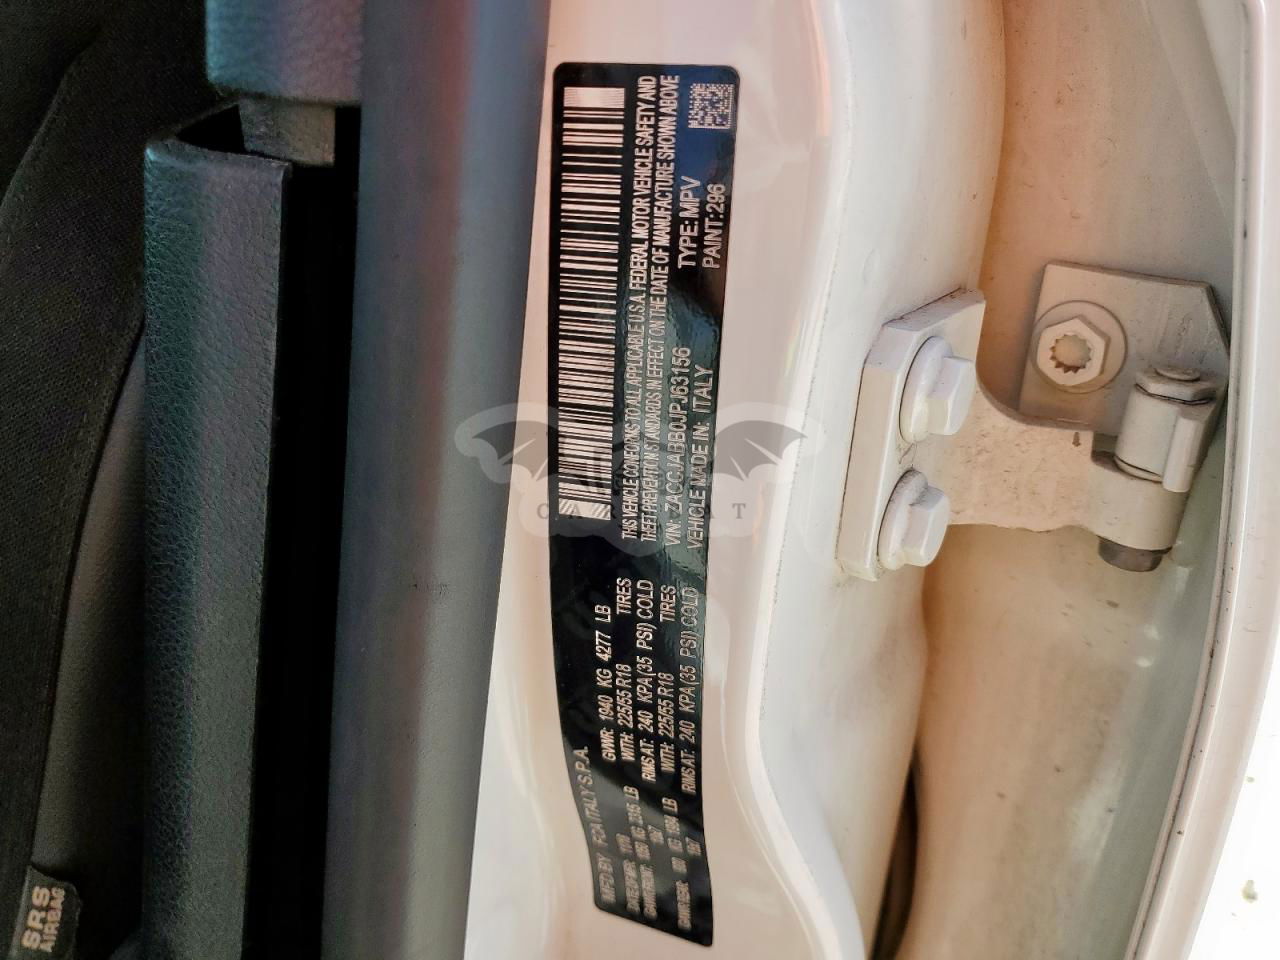 MFD BY FCA ITALY S.P.A.
GVWR: 1940 KG 4277 LB
WITH: 225/55 R18 TIRES
RIMS AT: 240 KPA(35 PSI) COLD
WITH: 225/55 R18 TIRES
RIMS AT: 240 KPA(35 PSI) COLD
THIS VEHICLE CONFORMS TO ALL APPLICABLE U.S.A. FEDERAL MOTOR VEHICLE SAFETY AND
THEFT PREVENTION STANDARDS IN EFFECT ON THE DATE OF MANUFACTURE SHOWN ABOVE
VIN: ZACCJABB0JPJ63156
TYPE: MPV
VEHICLE MADE IN: ITALY
PAINT:296
SRS
AIRBAG